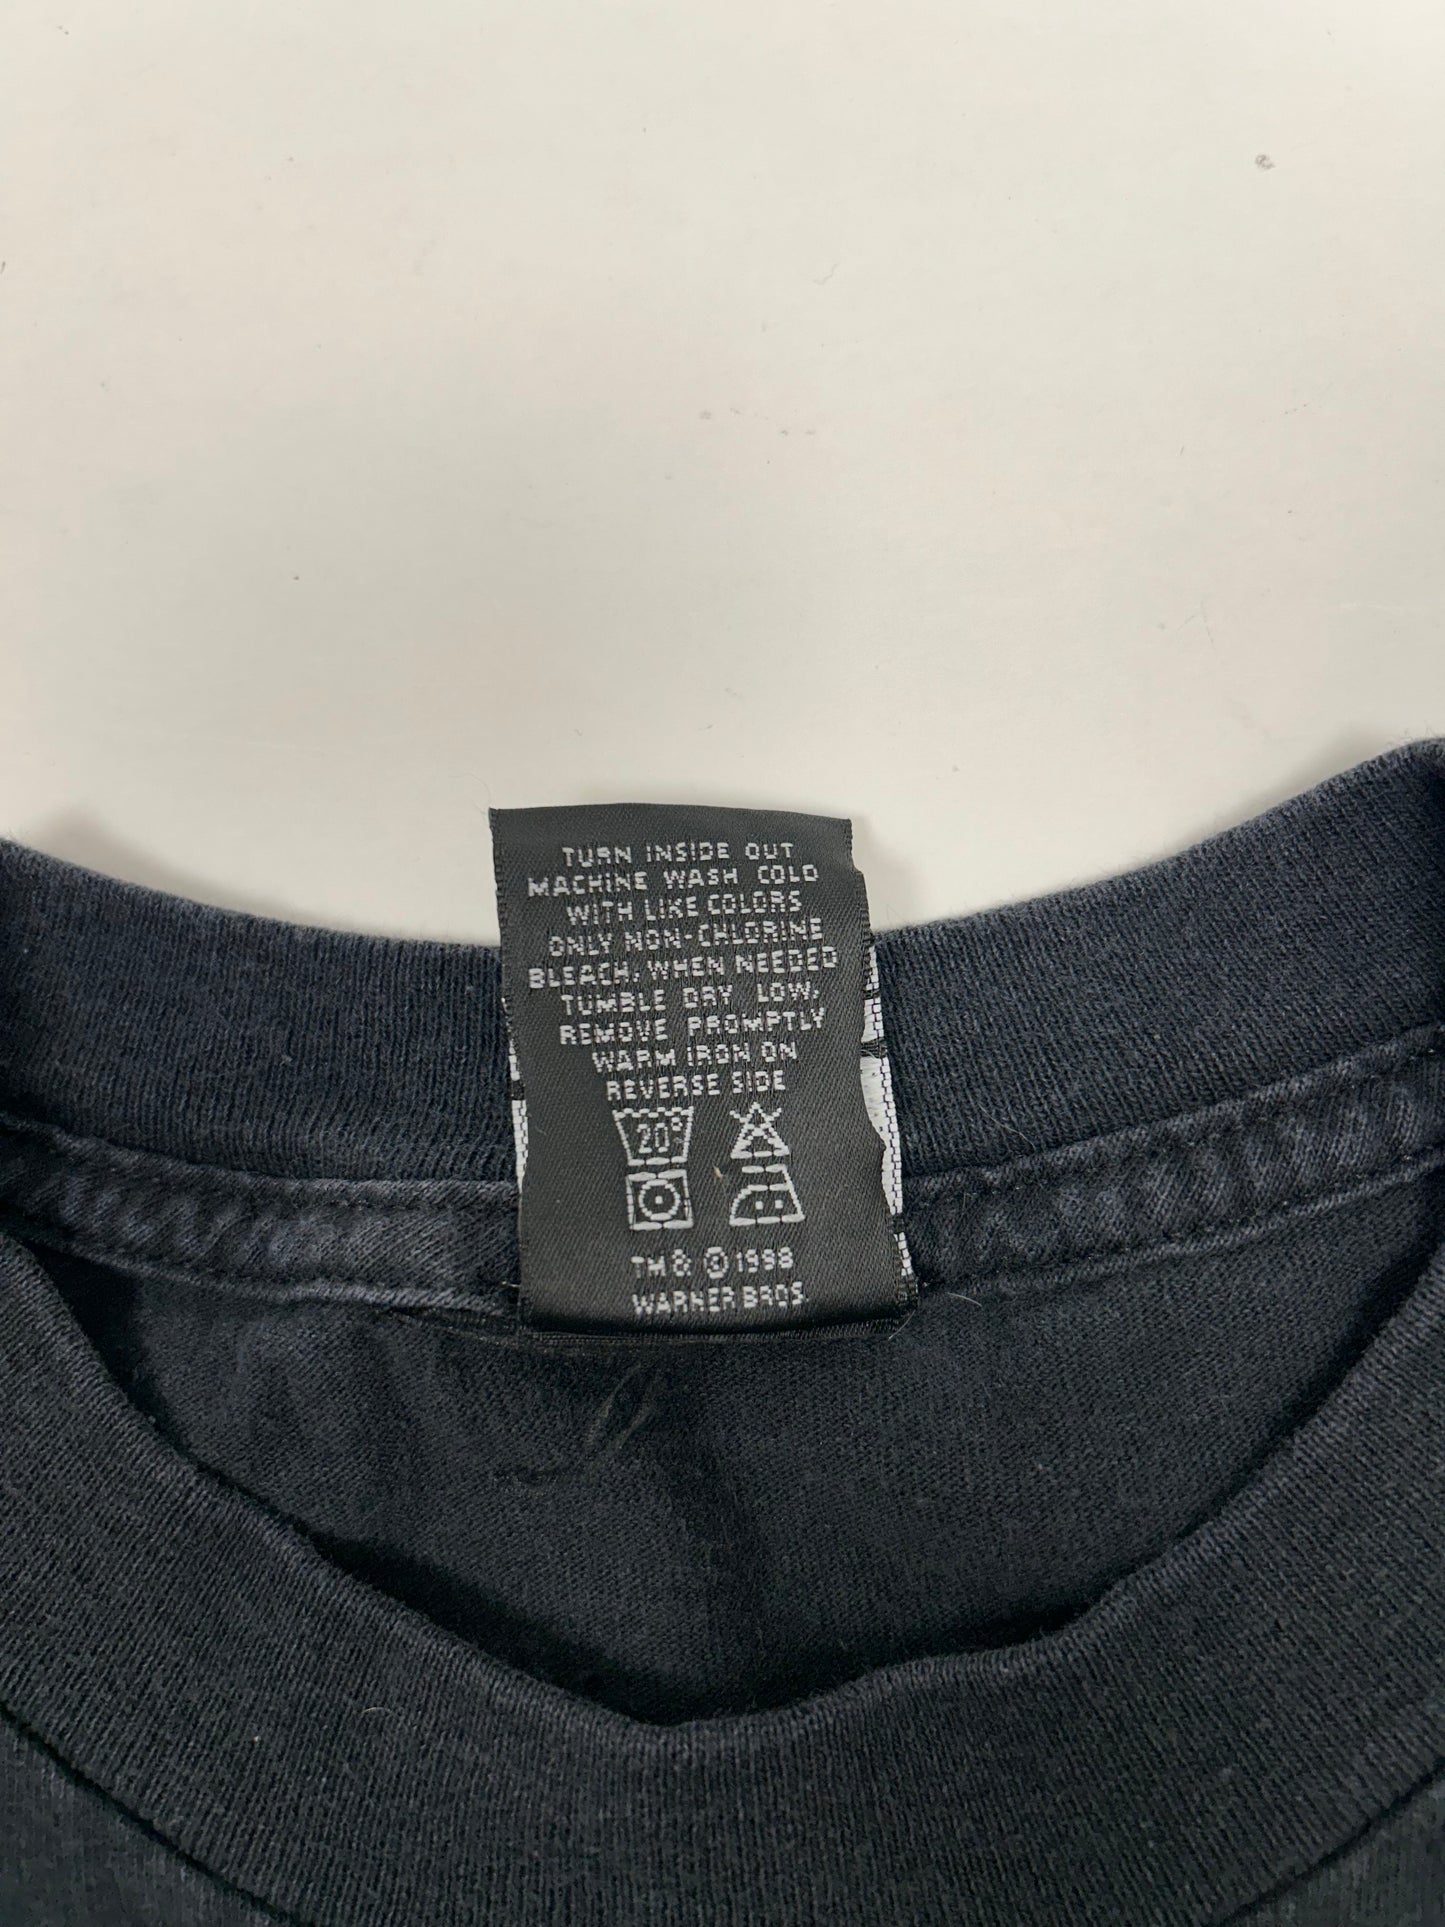 TURN INSIDE OUT
MACHINE WASH COLD
WITH LIKE COLORS
ONLY NON-CHLORINE
BLEACH, WHEN NEEDED
TUMBLE DRY LOW,
REMOVE PROMPTLY
WARM IRON ON
REVERSE SIDE
20°
TM & © 1998
WARNER BROS.